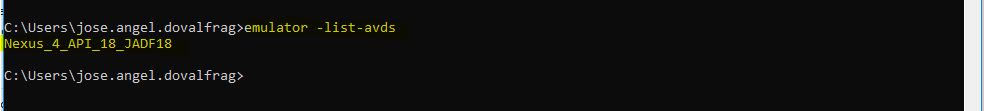 C:\Users\jose.angel.dovalfrag>emulator -list-avds
Nexus_4_API_18_JADF18
C:\Users\jose.angel.dovalfrag>